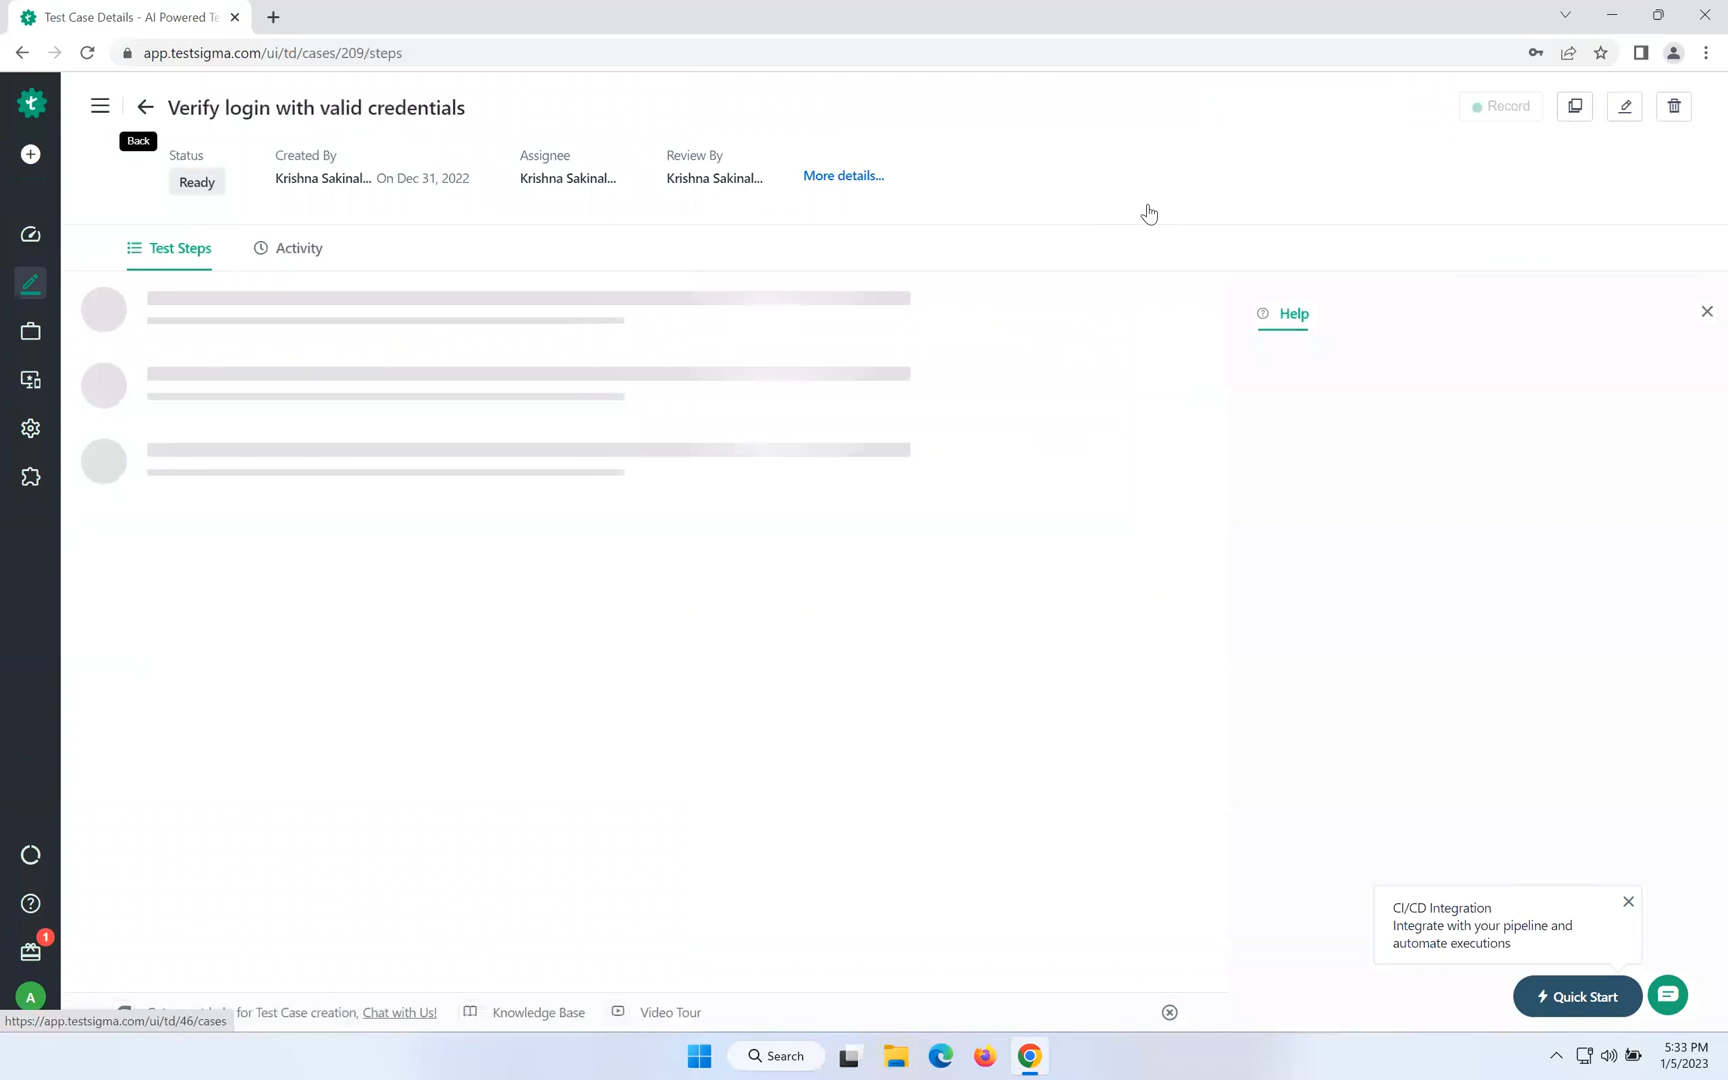 Test Case Details - AI Powered Te
app.testsigma.com/ui/td/cases/209/steps
Verify login with valid credentials
Record
Back
Status
Created By
Assignee
Review By
Ready
Krishna Sakinal... On Dec 31, 2022
Krishna Sakinal...
Krishna Sakinal...
More details...
Test Steps
Activity
Help
CI/CD Integration
Integrate with your pipeline and
automate executions
1
A
Quick Start
for Test Case creation, Chat with Us!
Knowledge Base
Video Tour
https://app.testsigma.com/ui/td/46/cases
Search
5:33 PM
1/5/2023